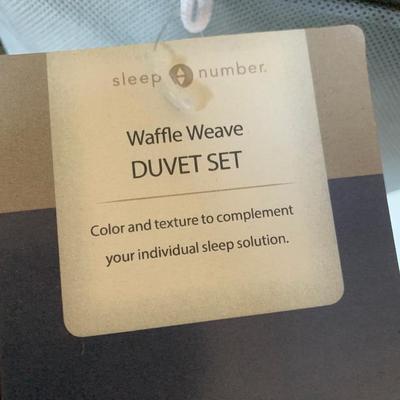 sleep number.
Waffle Weave
DUVET SET
Color and texture to complement
your individual sleep solution.